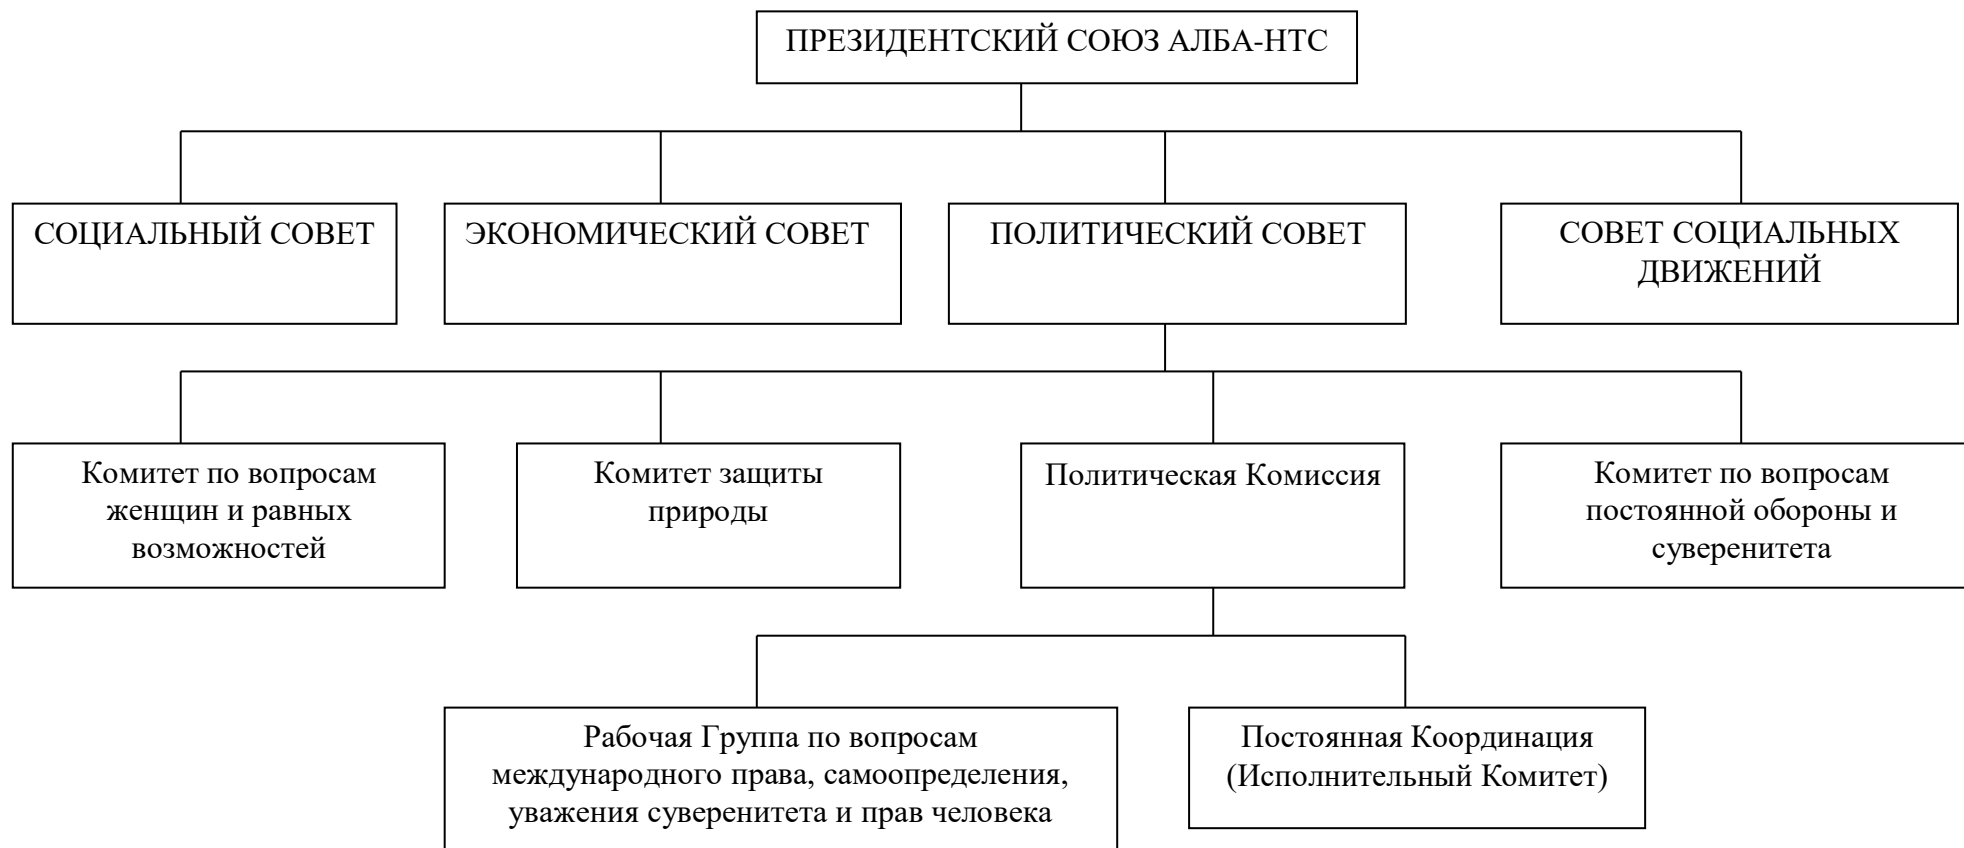 ПРЕЗИДЕНТСКИЙ СОЮЗ АЛБА-НТС
СОЦИАЛЬНЫЙ СОВЕТ
ЭКОНОМИЧЕСКИЙ СОВЕТ
ПОЛИТИЧЕСКИЙ СОВЕТ
СОВЕТ СОЦИАЛЬНЫХ
ДВИЖЕНИЙ
Комитет по вопросам
женщин и равных
возможностей
Комитет защиты
природы
Политическая Комиссия
Комитет по вопросам
постоянной обороны и
суверенитета
Рабочая Группа по вопросам
международного права, самоопределения,
уважения суверенитета и прав человека
Постоянная Координация
(Исполнительный Комитет)